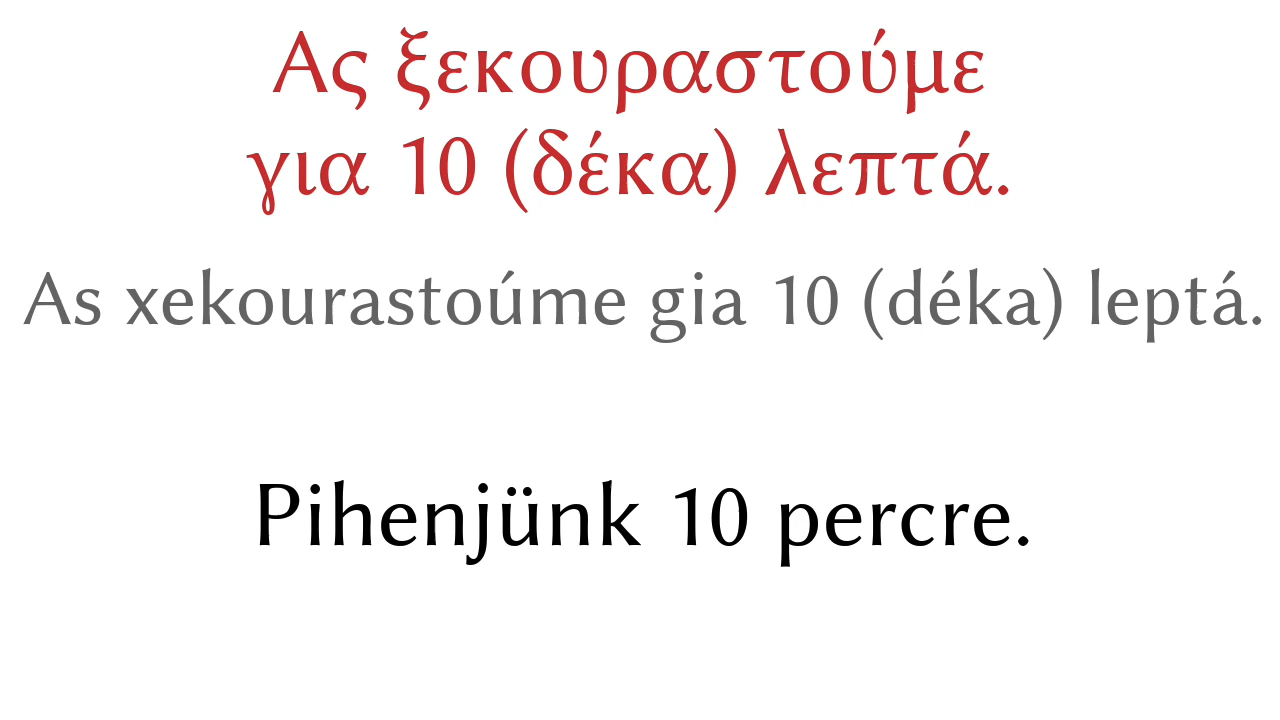 Ας ξεκουραστούμε
για 10 (δέκα) λεπτά.
As xekourastoúme gia 10 (déka) leptá.
Pihenjünk 10 percre.